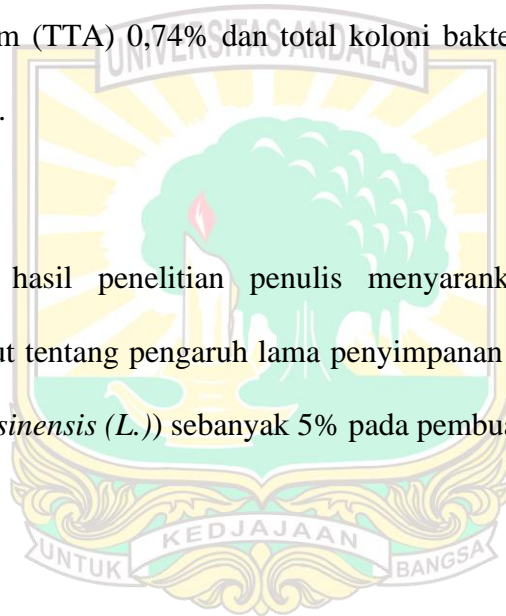 m (TTA) 0,74% dan total koloni bakte
UNIVERSITAS ANDALAS
.
hasil penelitian penulis menyarank
ut tentang pengaruh lama penyimpanan
sinensis (L.)) sebanyak 5% pada pembua
KEDJAJAAN
UNTUK BANGSA